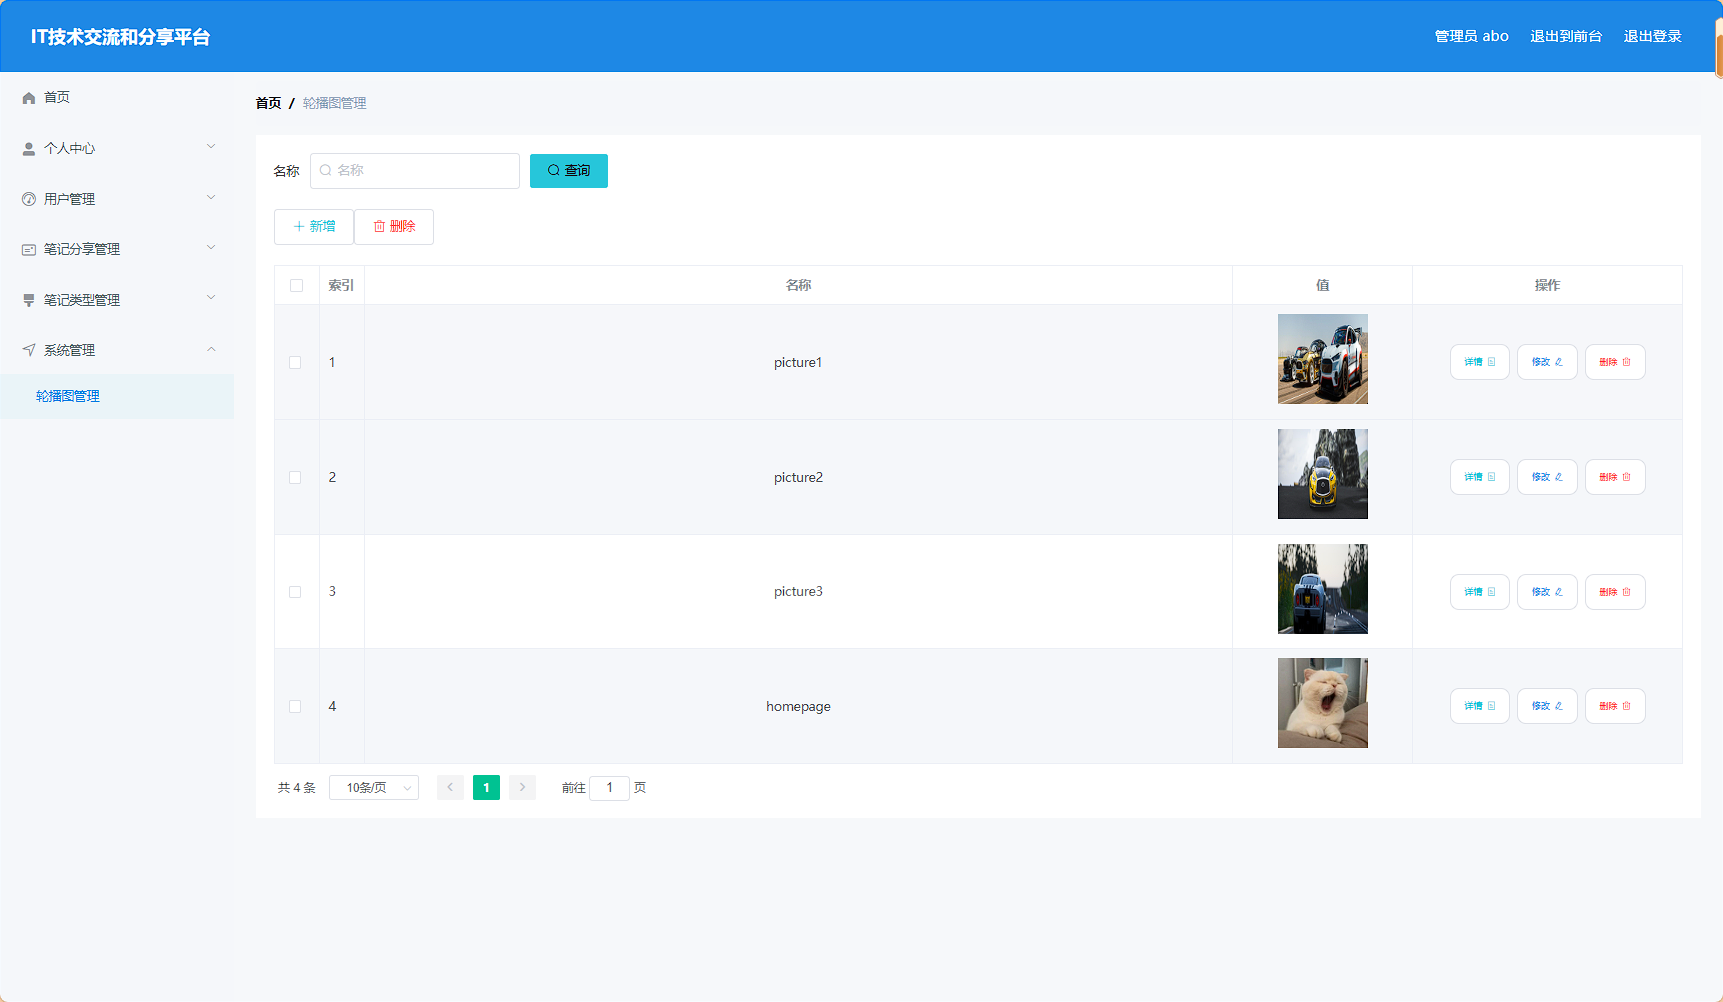 IT技术交流和分享平台
管理员 abo 退出到前台 退出登录
首页
个人中心
用户管理
笔记分享管理
笔记类型管理
系统管理
轮播图管理
首页 / 轮播图管理
名称 名称 查询
新增 删除
索引 名称 值 操作
1 picture1 详情 修改 删除
2 picture2 详情 修改 删除
3 picture3 详情 修改 删除
4 homepage 详情 修改 删除
共 4 条 10条/页 1 前往 1 页